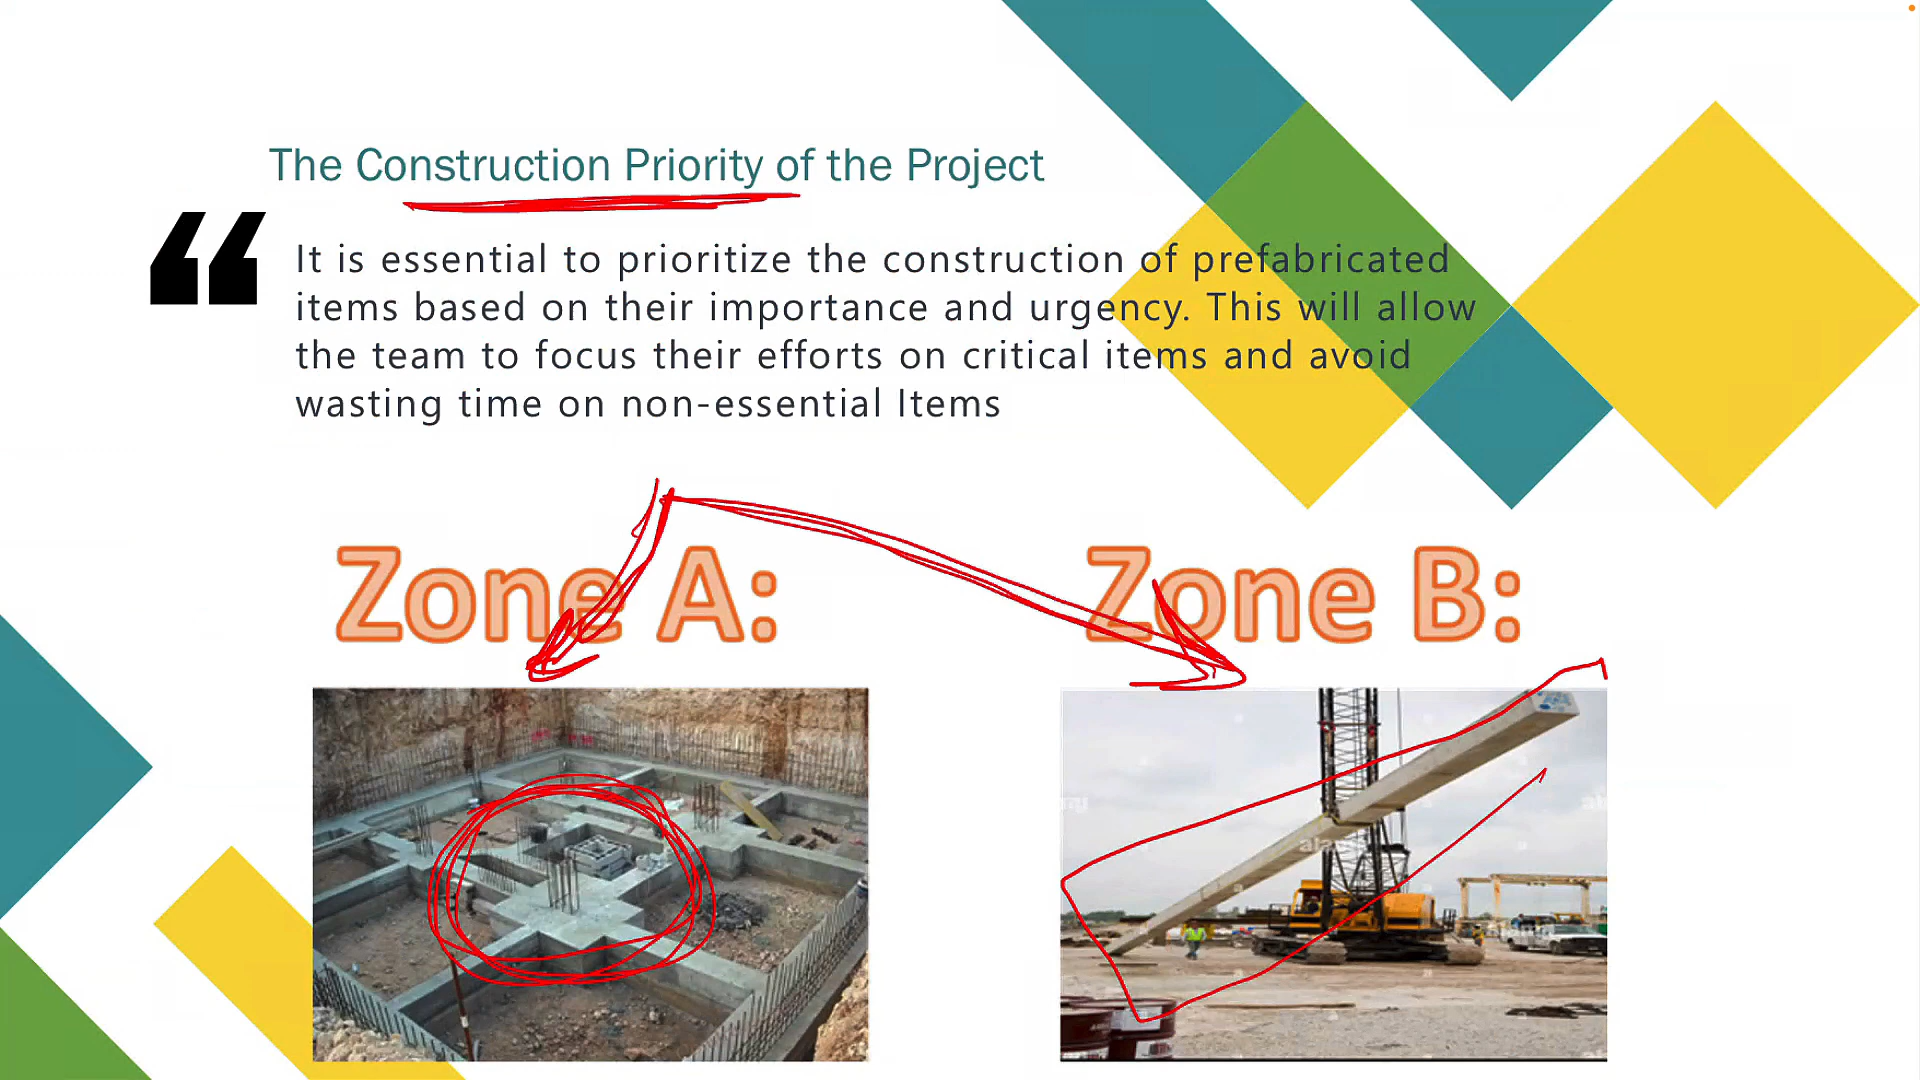 The Construction Priority of the Project
“
It is essential to prioritize the construction of prefabricated
items based on their importance and urgency. This will allow
the team to focus their efforts on critical items and avoid
wasting time on non-essential Items
Zone A:
Zone B: